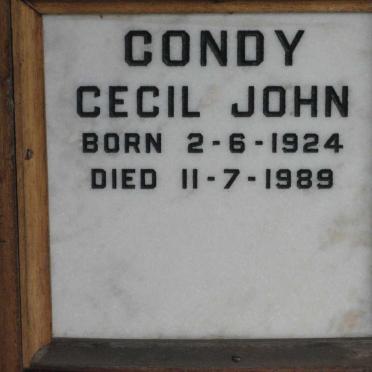 CONDY
CECIL JOHN
BORN 2-6-1924
DIED 11-7-1989